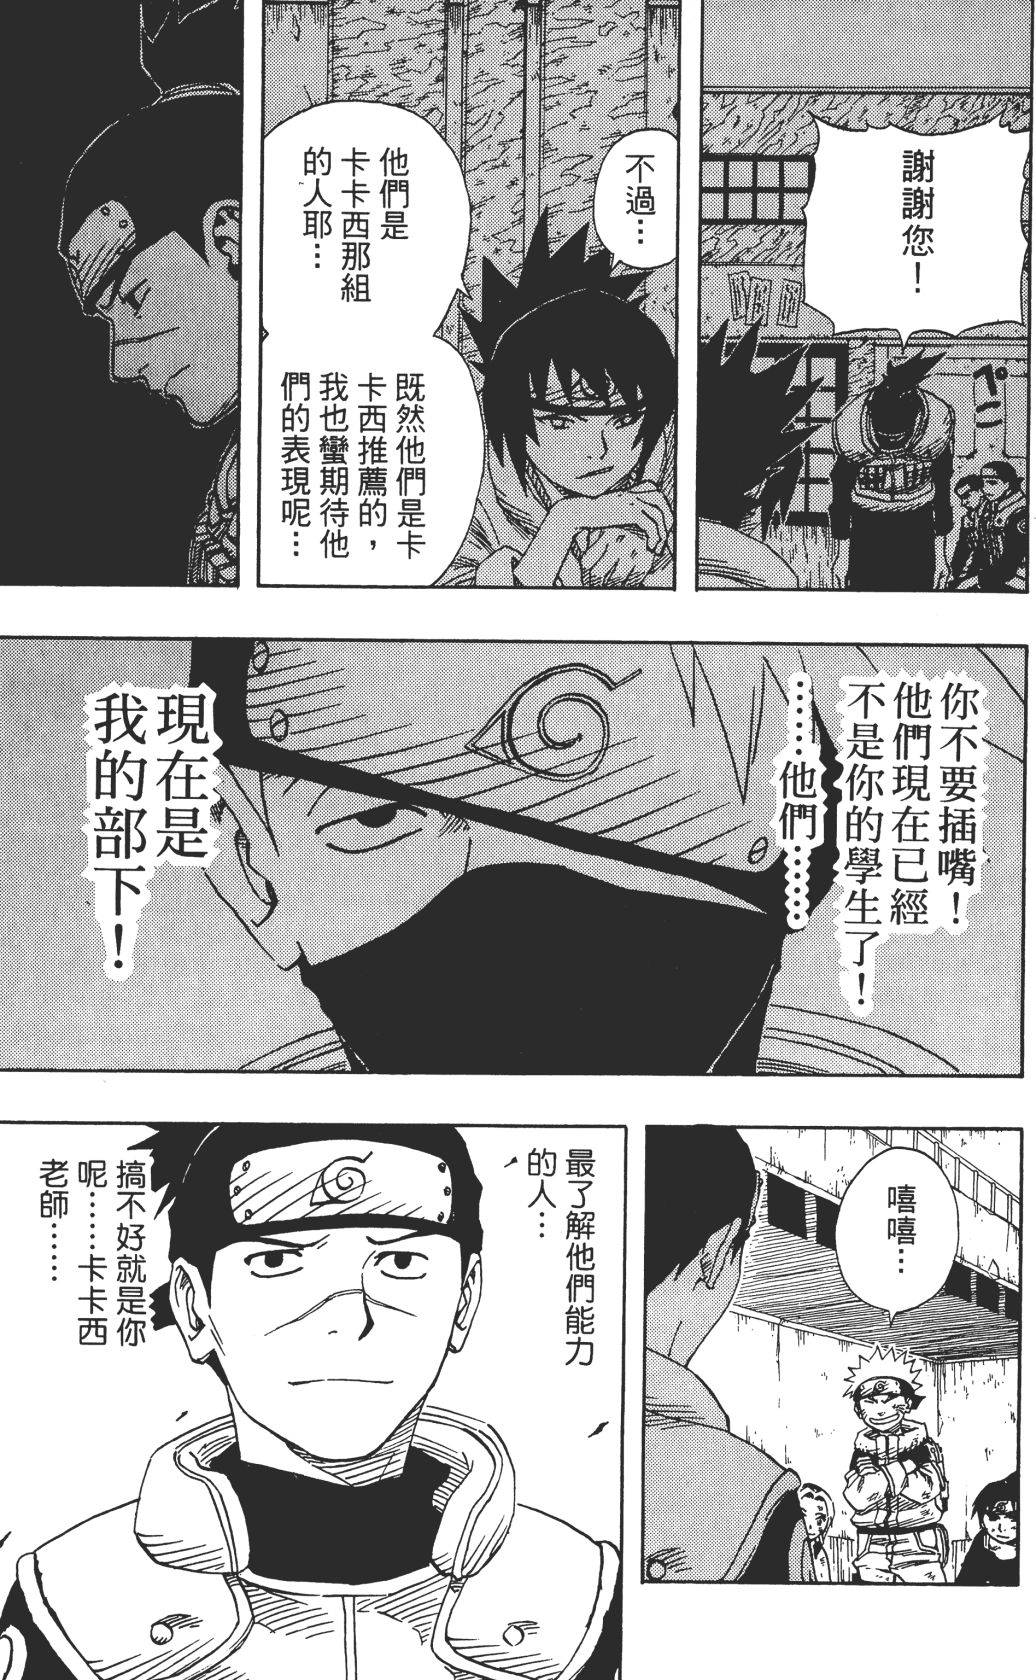 謝謝您！
ペコ
不過…
他們是
卡卡西那組
的人耶…
既然他們是卡
卡西推薦的，
我也蠻期待他
們的表現呢…
你不要插嘴！
他們現在已經
不是你的學生了！
……他們……
現在是
我的部下！
嘻嘻…
最了解他們能力
的人…
搞不好就是你
呢……卡卡西
老師……